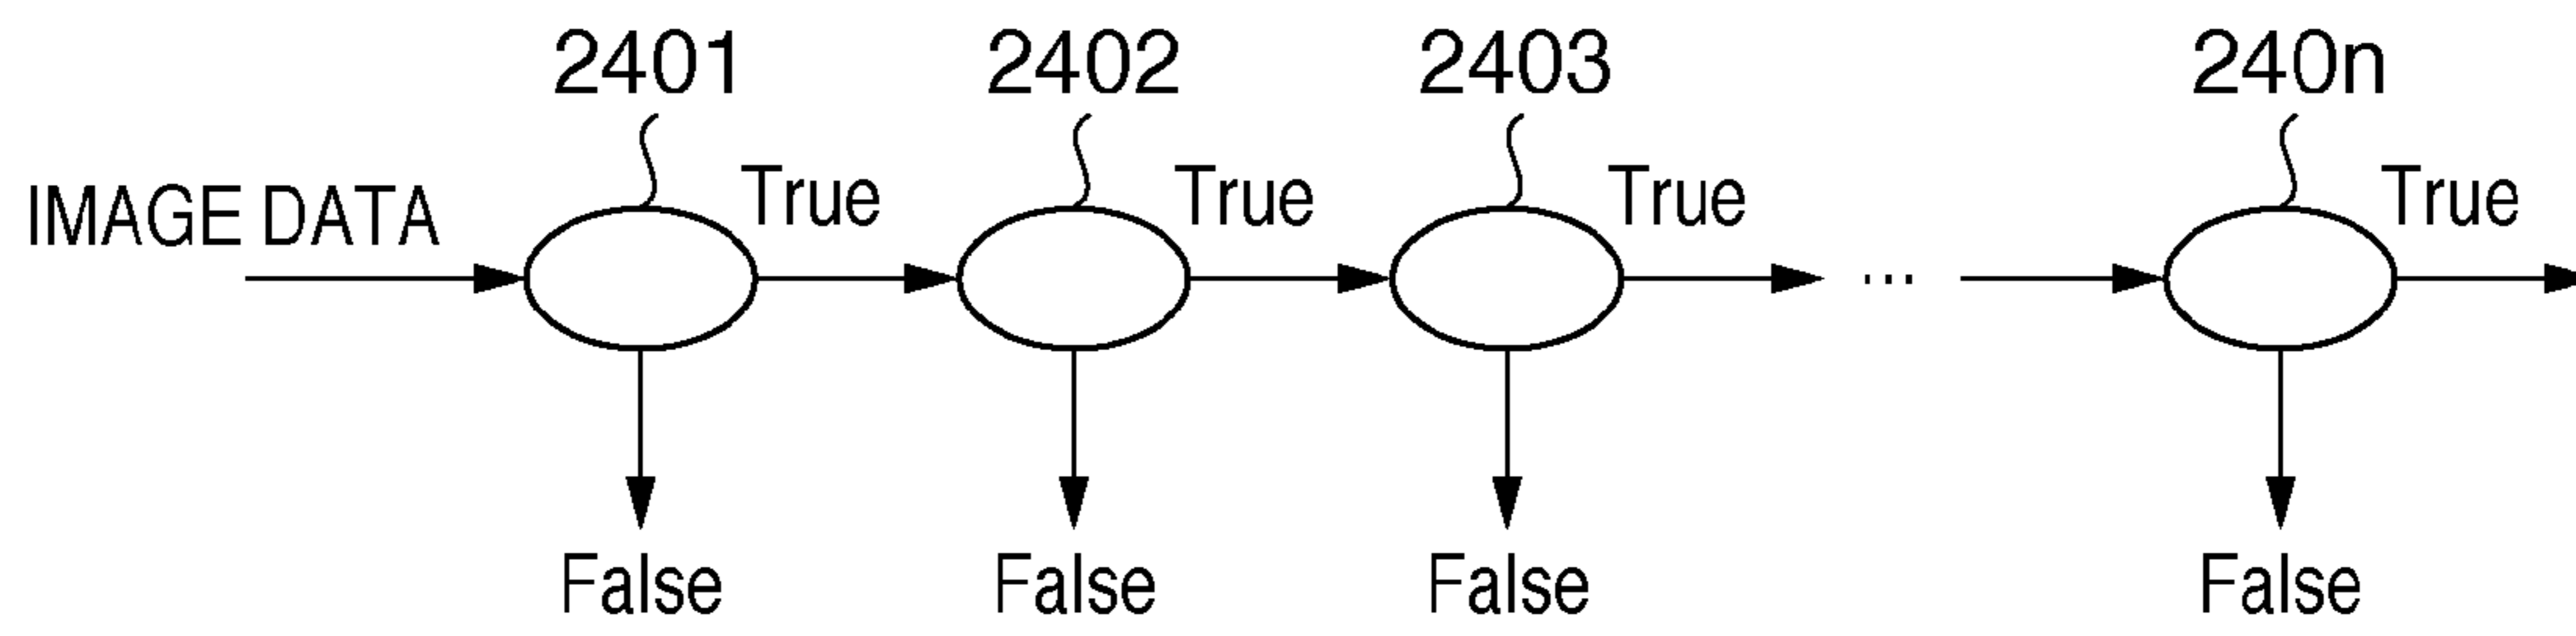 2401 2402 2403 240n
IMAGE DATA True True True ... True
False False False False